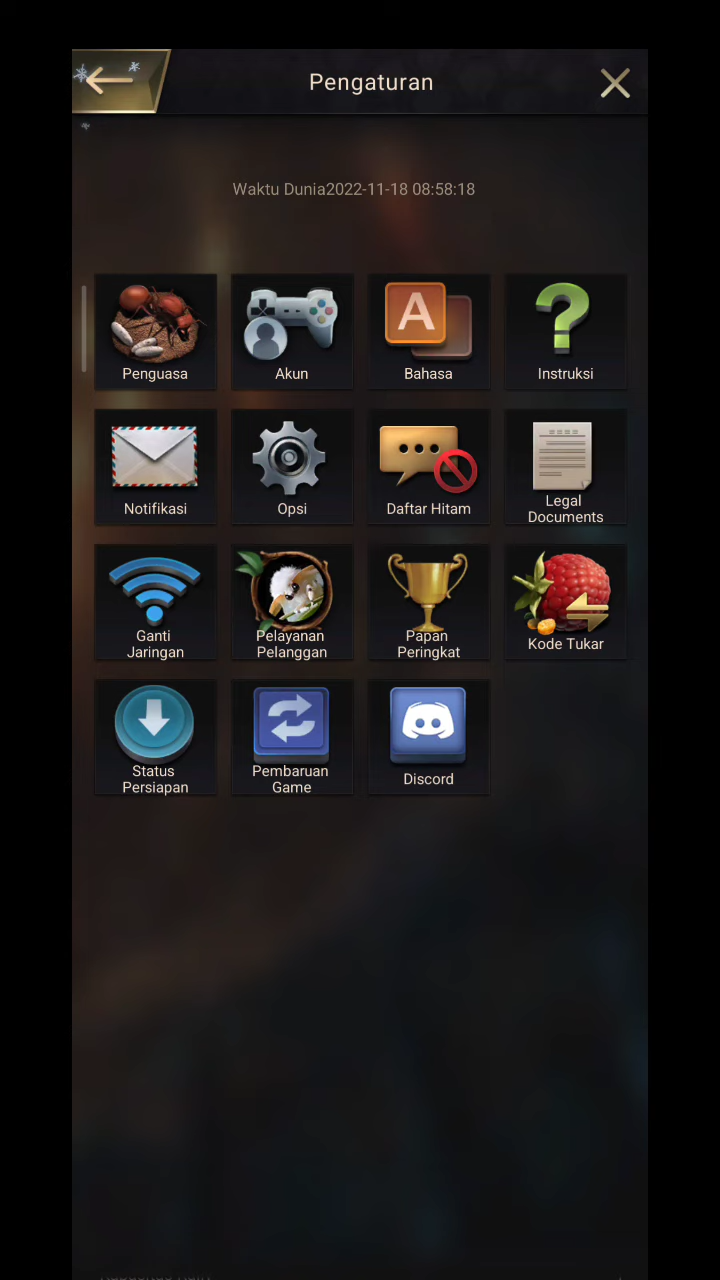 Pengaturan
Waktu Dunia2022-11-18 08:58:18
Penguasa
Akun
Bahasa
A
Instruksi
Notifikasi
Opsi
Daftar Hitam
Legal
Documents
Ganti
Jaringan
Pelayanan
Pelanggan
Papan
Peringkat
Kode Tukar
Status
Persiapan
Pembaruan
Game
Discord